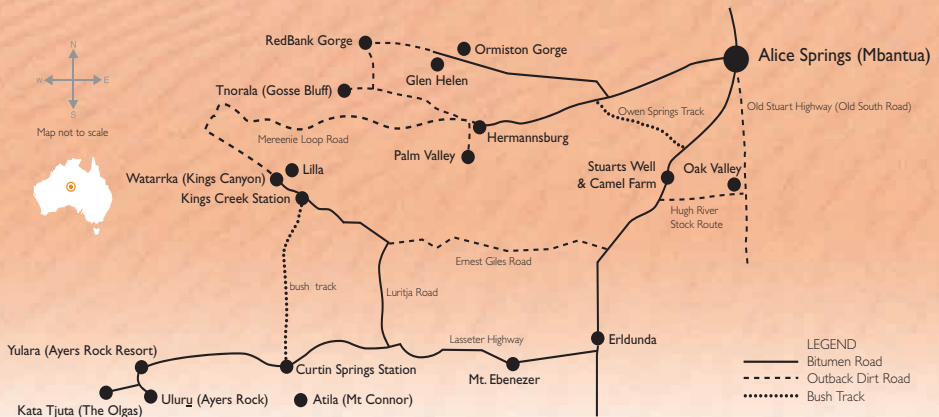 RedBank Gorge
Ormiston Gorge
Glen Helen
Alice Springs (Mbantua)
N
W
E
S
Map not to scale
Tnorala (Gosse Bluff)
Mereenie Loop Road
Owen Springs Track
Old Stuart Highway (Old South Road)
Hermannsburg
Palm Valley
Lilla
Watarrka (Kings Canyon)
Kings Creek Station
Stuarts Well
& Camel Farm
Oak Valley
Hugh River
Stock Route
Ernest Giles Road
bush track
Luritja Road
Lasseter Highway
Erldunda
Yulara (Ayers Rock Resort)
Curtin Springs Station
Mt. Ebenezer
Kata Tjuta (The Olgas)
Uluṟu (Ayers Rock)
Atila (Mt Connor)
LEGEND
Bitumen Road
Outback Dirt Road
Bush Track